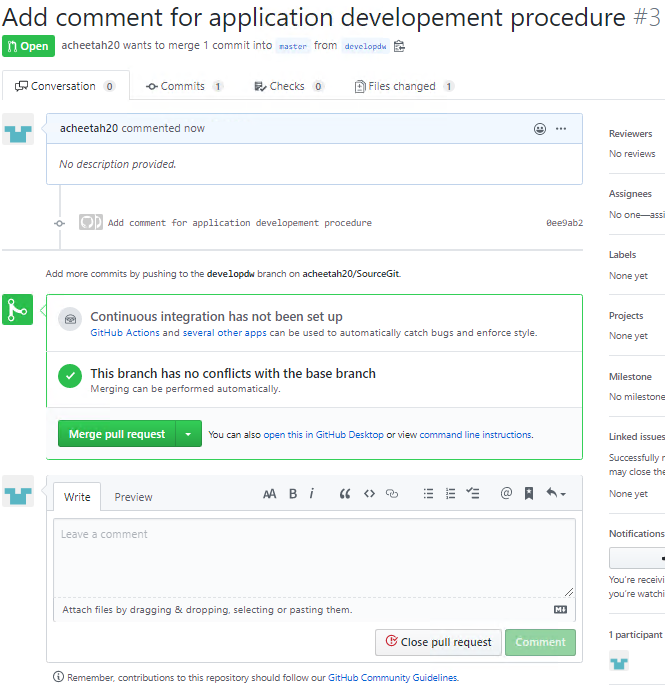 Add comment for application developement procedure #3
Open acheetah20 wants to merge 1 commit into master from developdw
Conversation 0 Commits 1 Checks 0 Files changed 1
acheetah20 commented now
No description provided.
Add comment for application developement procedure 0ee9ab2
Add more commits by pushing to the developdw branch on acheetah20/SourceGit.
Continuous integration has not been set up
GitHub Actions and several other apps can be used to automatically catch bugs and enforce style.
This branch has no conflicts with the base branch
Merging can be performed automatically.
Merge pull request You can also open this in GitHub Desktop or view command line instructions.
Write Preview AA B i @
Leave a comment
Attach files by dragging & dropping, selecting or pasting them.
Close pull request Comment
Remember, contributions to this repository should follow our GitHub Community Guidelines.
Reviewers
No reviews
Assignees
No one—assi
Labels
None yet
Projects
None yet
Milestone
No milestone
Linked issues
Successfully m
may close the
None yet
Notifications
You're receivi
you're watchi
1 participant